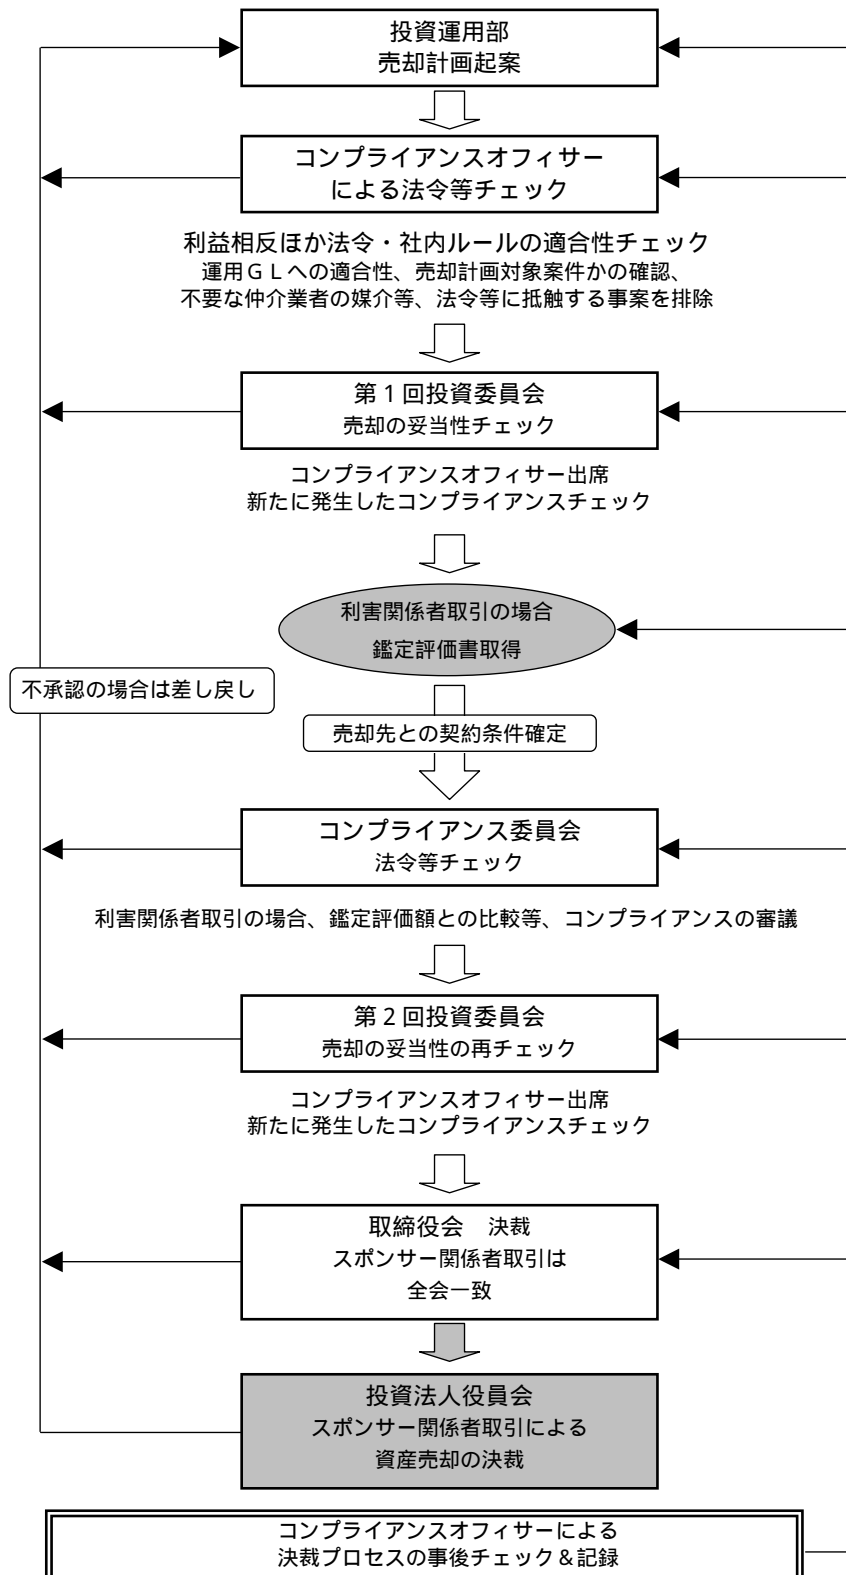 投資運用部
売却計画起案
コンプライアンスオフィサー
による法令等チェック
利益相反ほか法令・社内ルールの適合性チェック
運用ＧＬへの適合性、売却計画対象案件かの確認、
不要な仲介業者の媒介等、法令等に抵触する事案を排除
第１回投資委員会
売却の妥当性チェック
コンプライアンスオフィサー出席
新たに発生したコンプライアンスチェック
利害関係者取引の場合
鑑定評価書取得
不承認の場合は差し戻し
売却先との契約条件確定
コンプライアンス委員会
法令等チェック
利害関係者取引の場合、鑑定評価額との比較等、コンプライアンスの審議
第２回投資委員会
売却の妥当性の再チェック
コンプライアンスオフィサー出席
新たに発生したコンプライアンスチェック
取締役会　決裁
スポンサー関係者取引は
全会一致
投資法人役員会
スポンサー関係者取引による
資産売却の決裁
コンプライアンスオフィサーによる
決裁プロセスの事後チェック＆記録